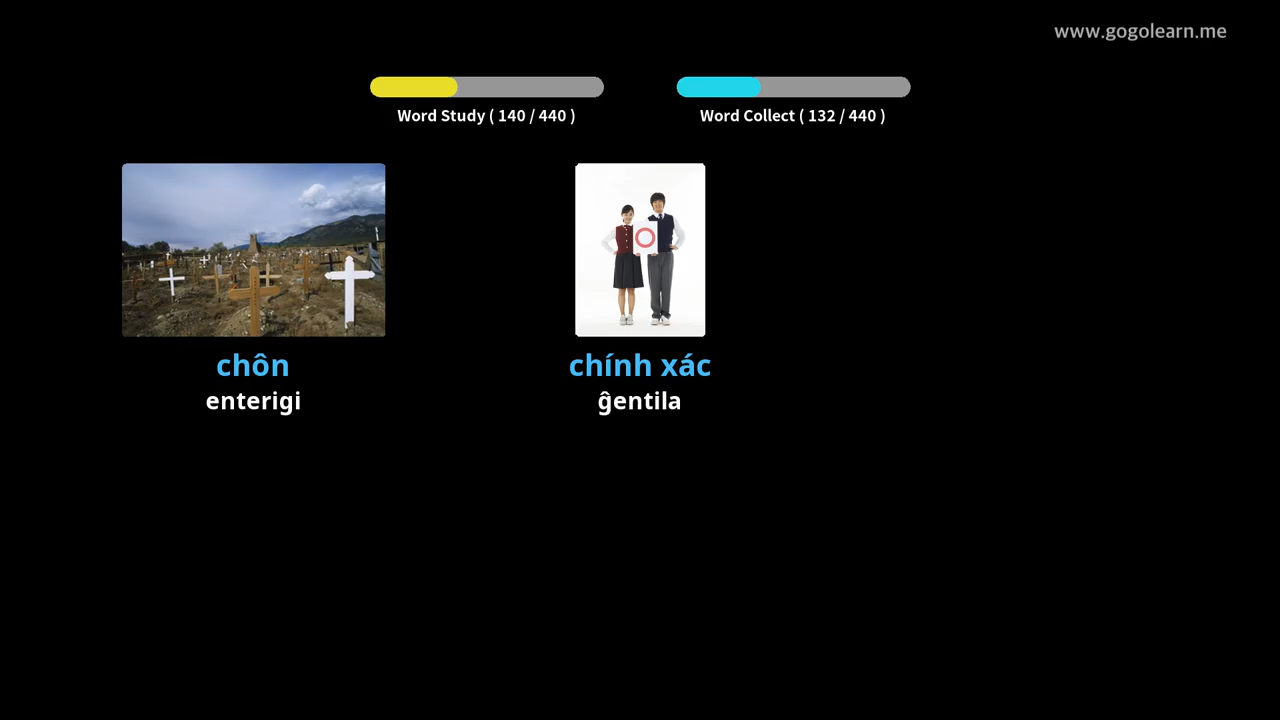 www.gogolearn.me
Word Study ( 140 / 440 )
Word Collect ( 132 / 440 )
chôn
enterigi
chính xác
ĝentila